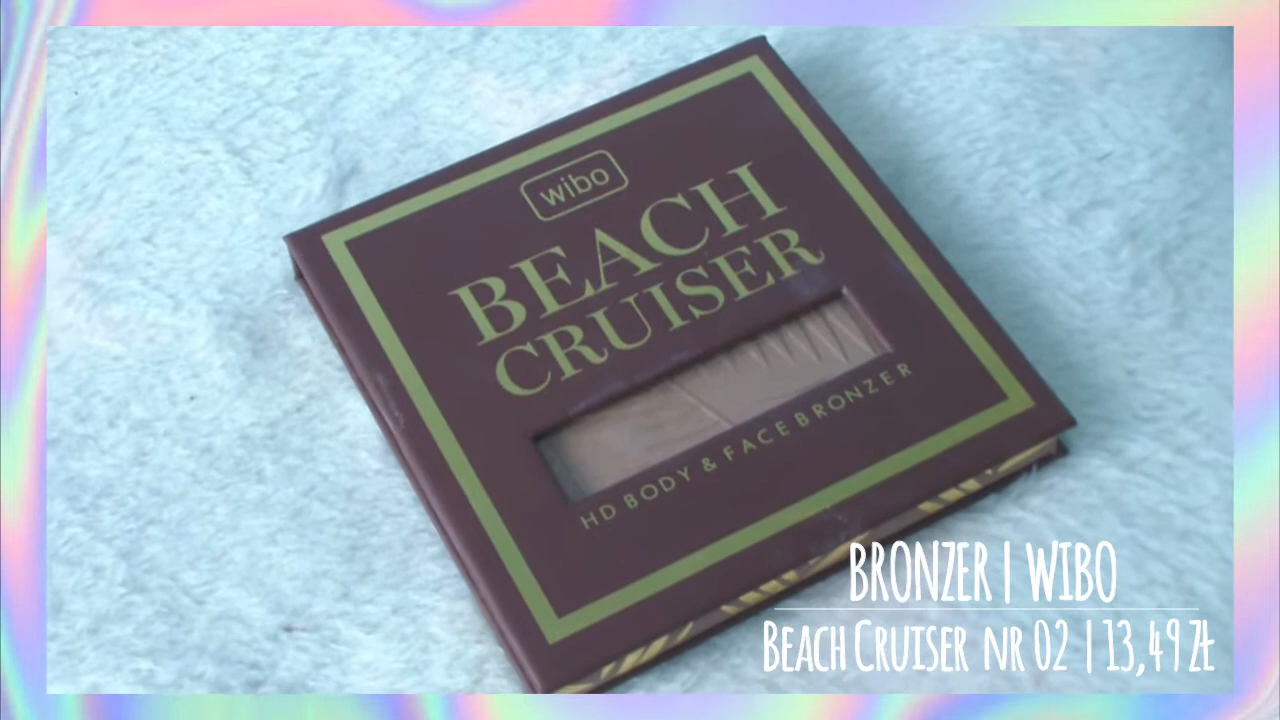 wibo
BEACH
CRUISER
HD BODY & FACE BRONZER
BRONZER | WIBO
BEACH CRUISER NR 02 | 13,49 ZŁ